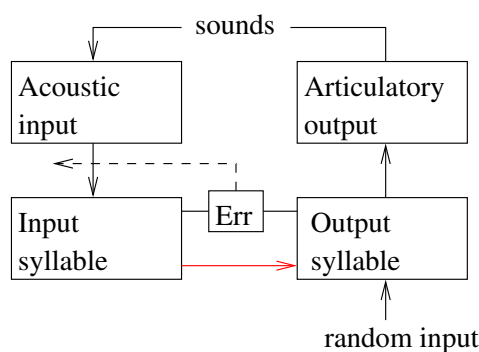 sounds
Acoustic
input
Articulatory
output
Err
Input
syllable
Output
syllable
random input